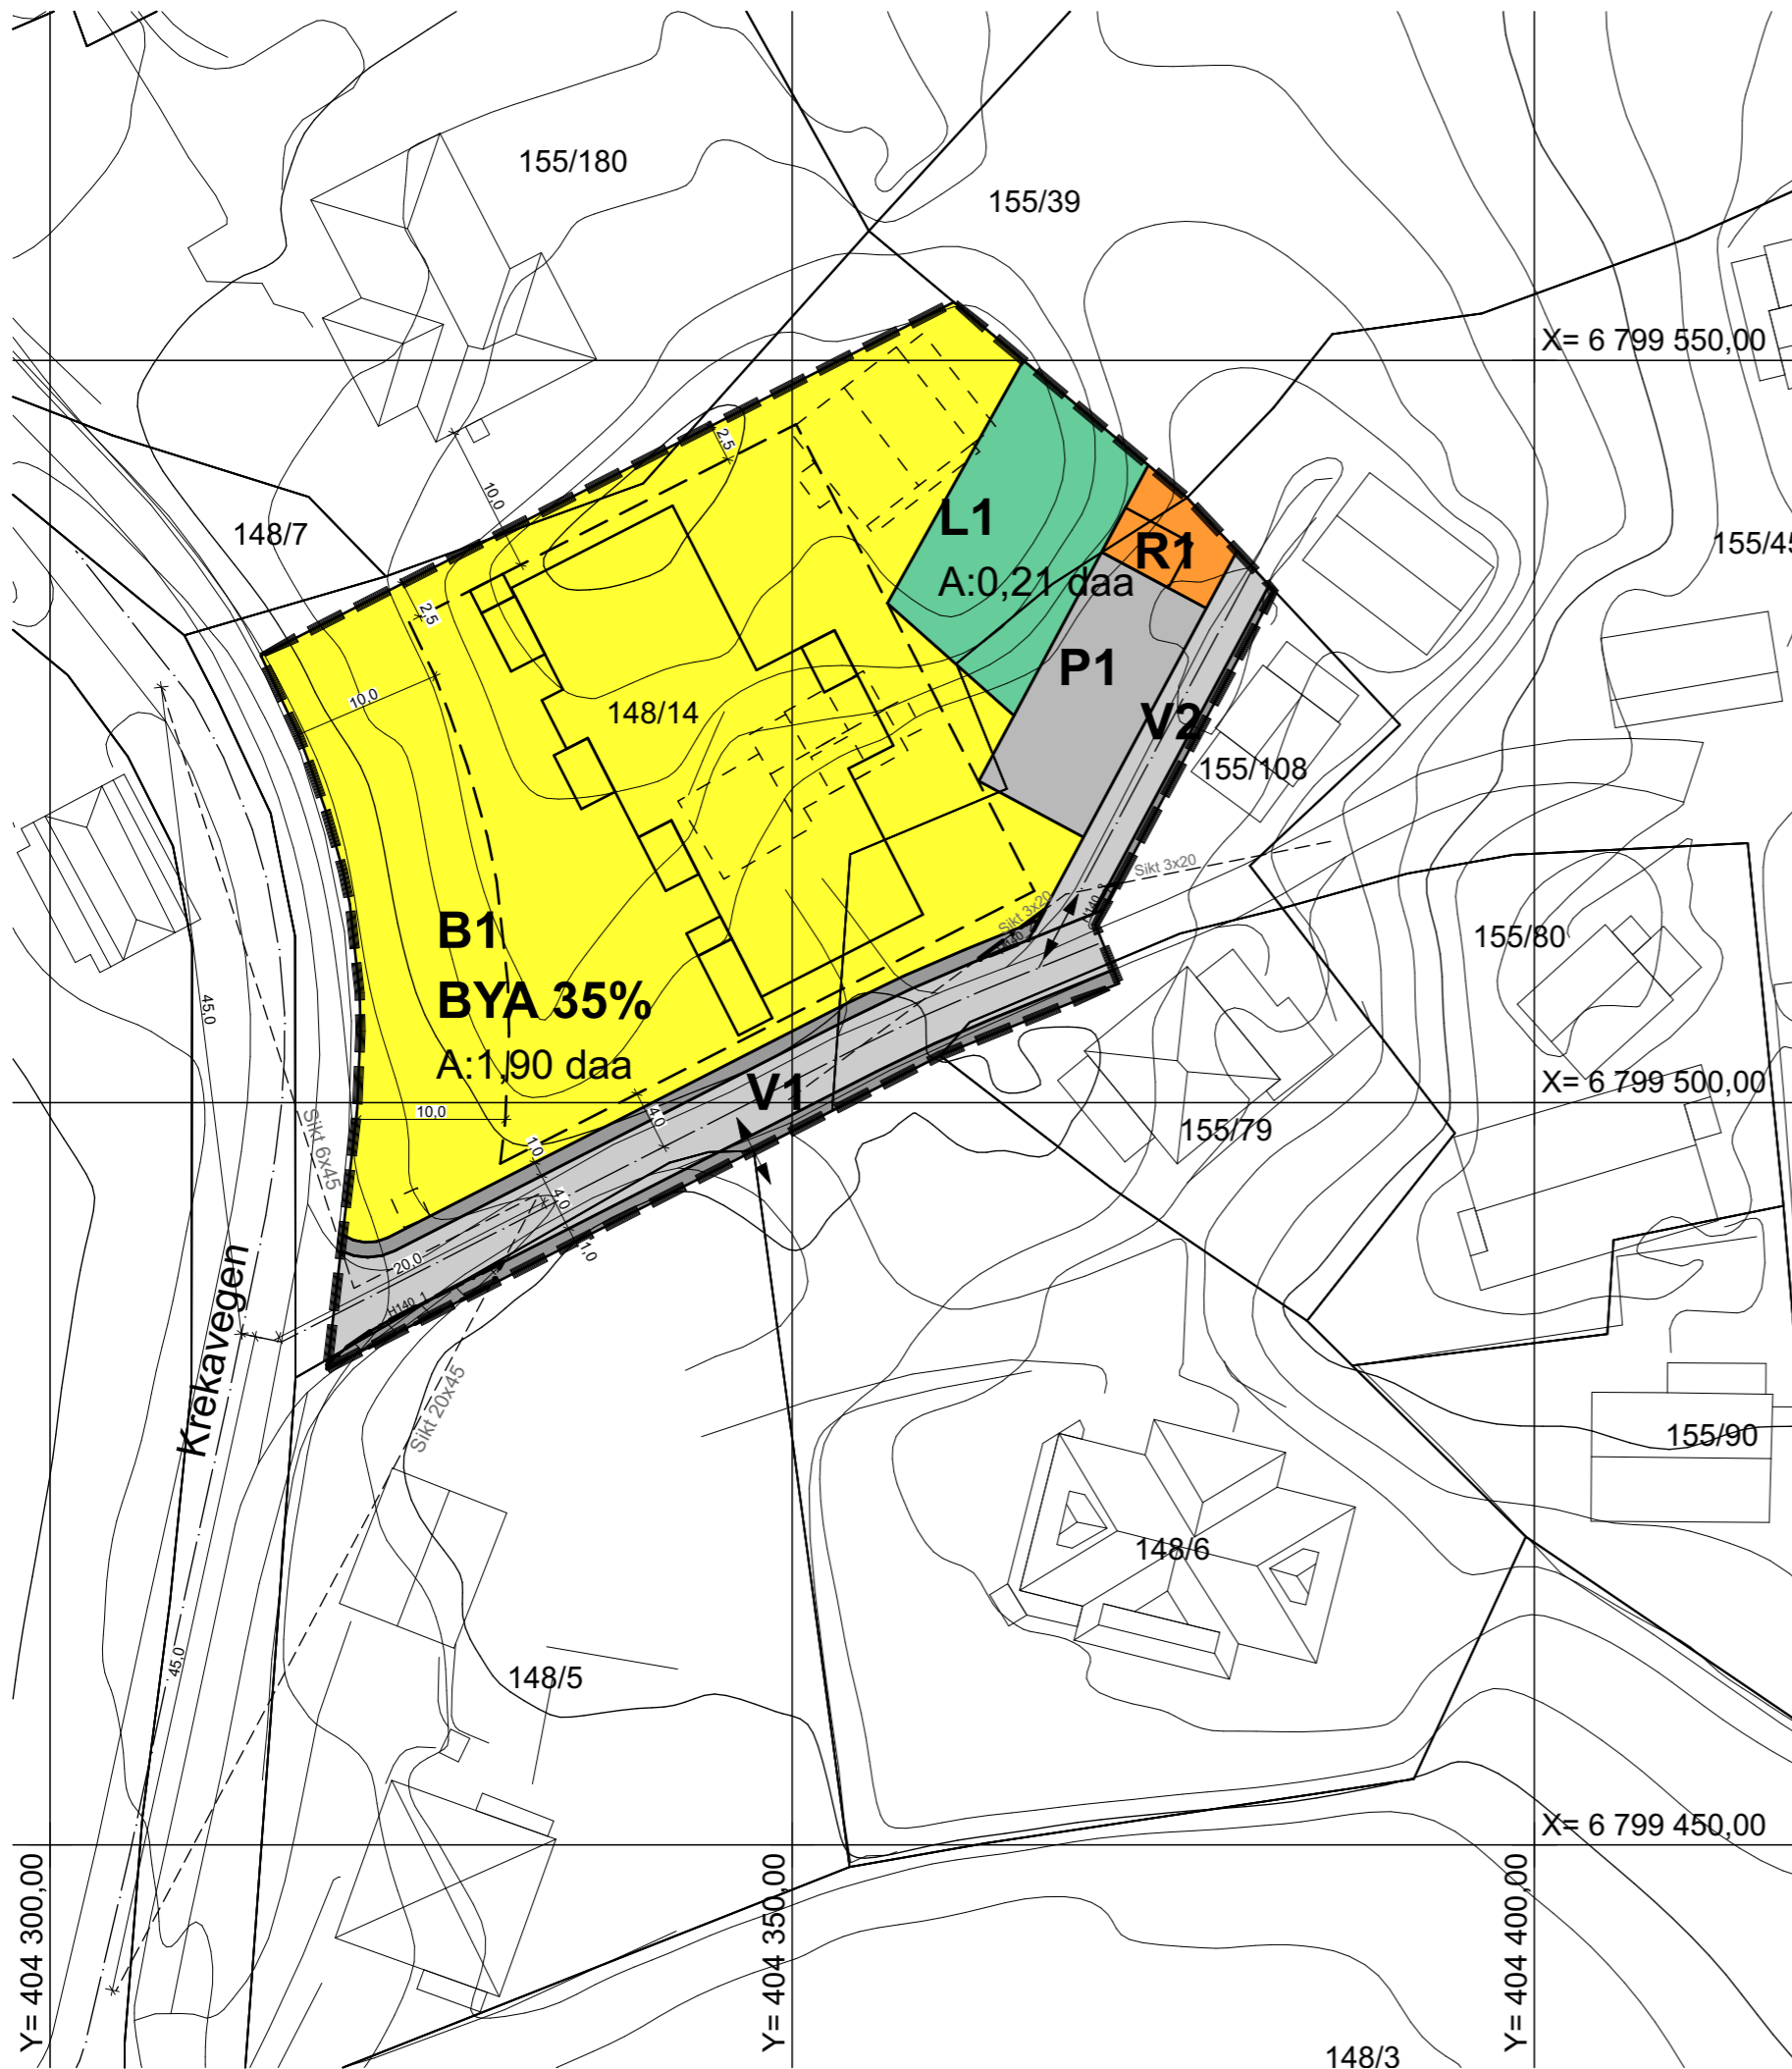 155/180
155/39
X= 6 799 550,00
2,5
10,0
L1
148/7
R1
155/45
A:0,21 daa
2,5
P1
10,0
148/14
V2
155/108
Sikt 3x20
Sikt 3x20
B1
155/80
BYA 35%
45,0
A:1,90 daa
V1
X= 6 799 500,00
10,0
4,0
155/79
Sikt 6x45
1,0
4,0
1,0
20,0
H140_1
Krekavegen
Sikt 20x45
155/90
148/6
45,0
148/5
X= 6 799 450,00
Y= 404 300,00
Y= 404 350,00
Y= 404 400,00
148/3